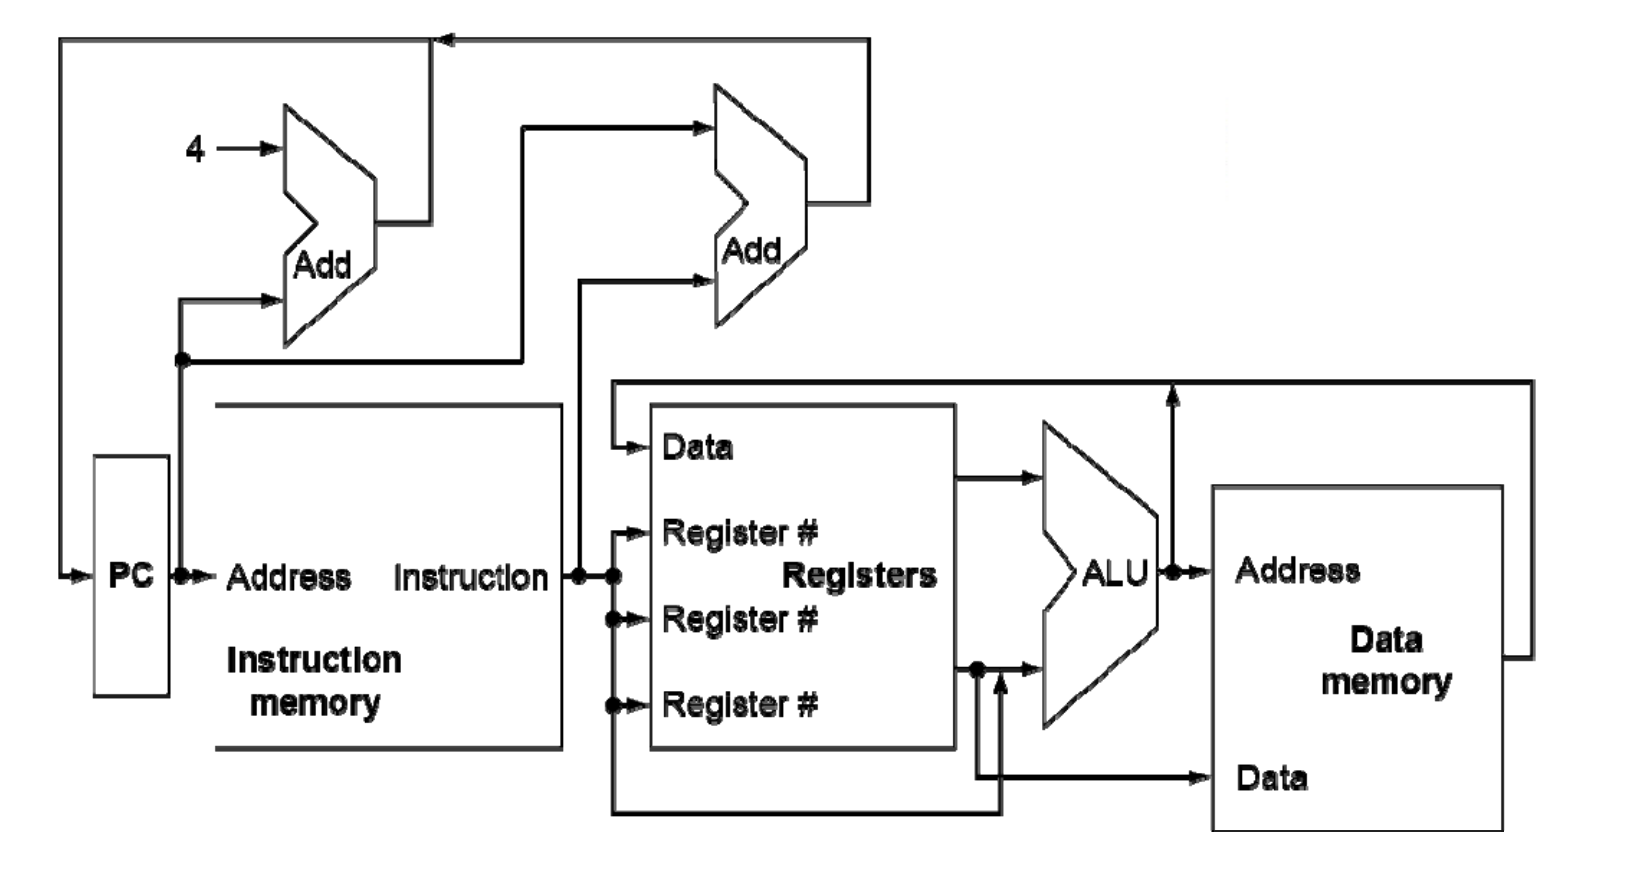 4
Add
Add
Data
Register #
PC
Address
Instruction
Registers
ALU
Address
Register #
Instruction
memory
Data
memory
Register #
Data